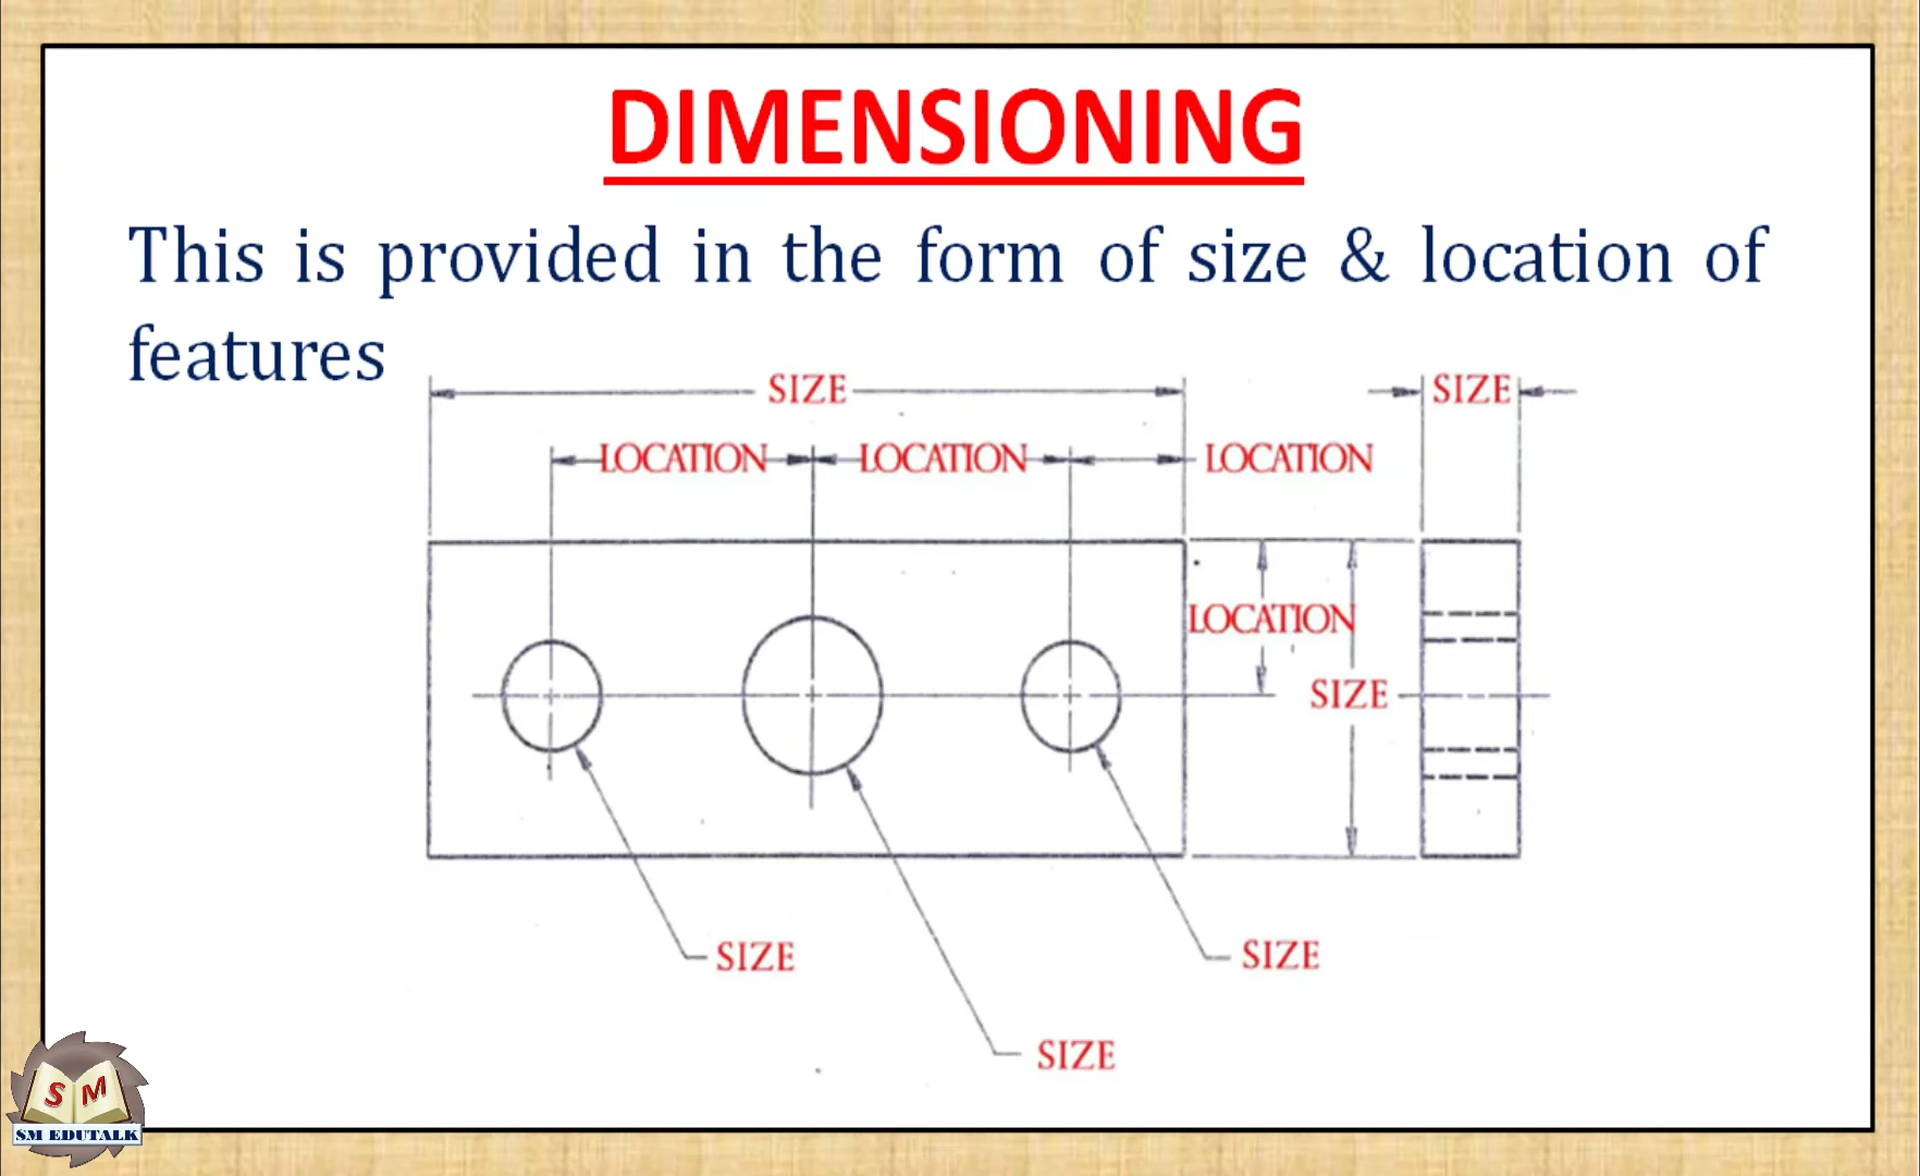 DIMENSIONING
This is provided in the form of size & location of
features
SIZE SIZE
LOCATION LOCATION LOCATION
LOCATION
SIZE
SIZE SIZE
SIZE
S M
SM EDUTALK